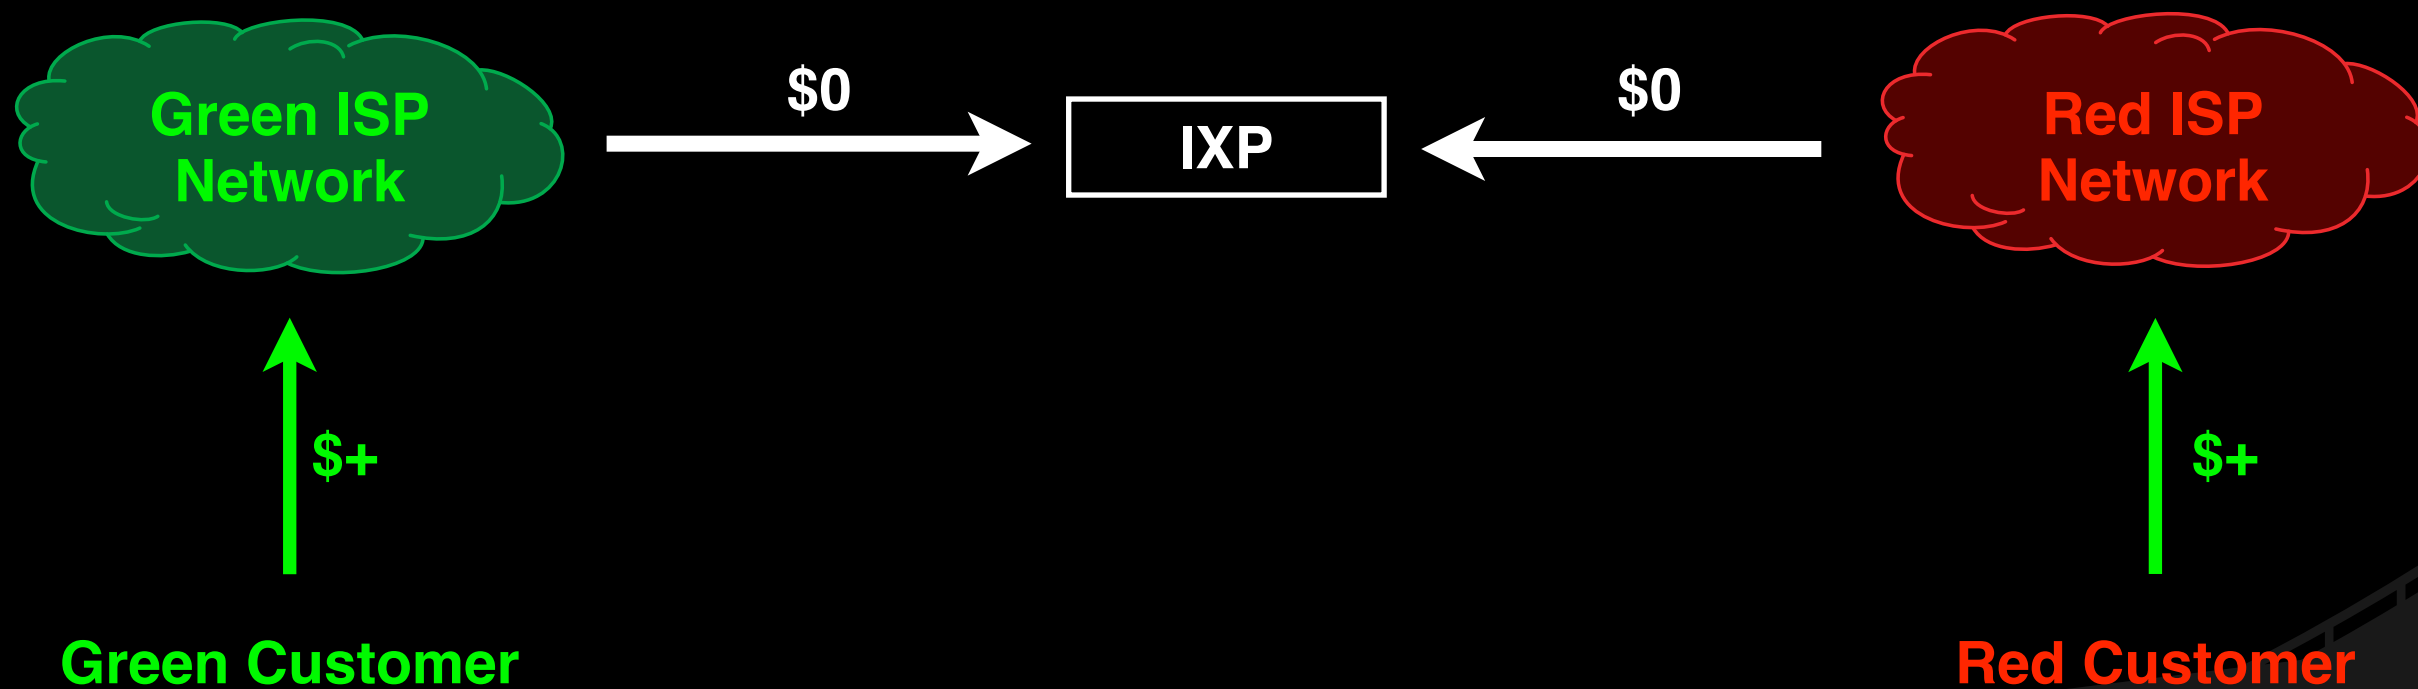 Green ISP
Network
$0
IXP
$0
Red ISP
Network
$+
$+
Green Customer
Red Customer